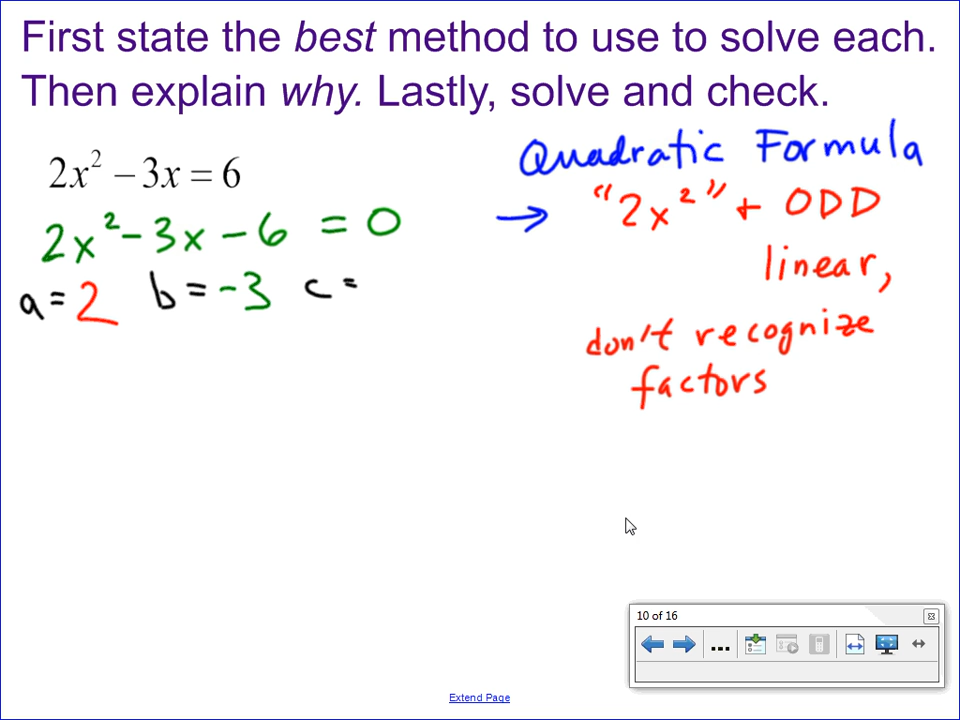 First state the best method to use to solve each.
Then explain why. Lastly, solve and check.
2x² − 3x = 6
2x² − 3x − 6 = 0
a = 2 b = -3 c =
Quadratic Formula
→ "2x²" + ODD
linear,
don't recognize
factors
10 of 16
...
Extend Page